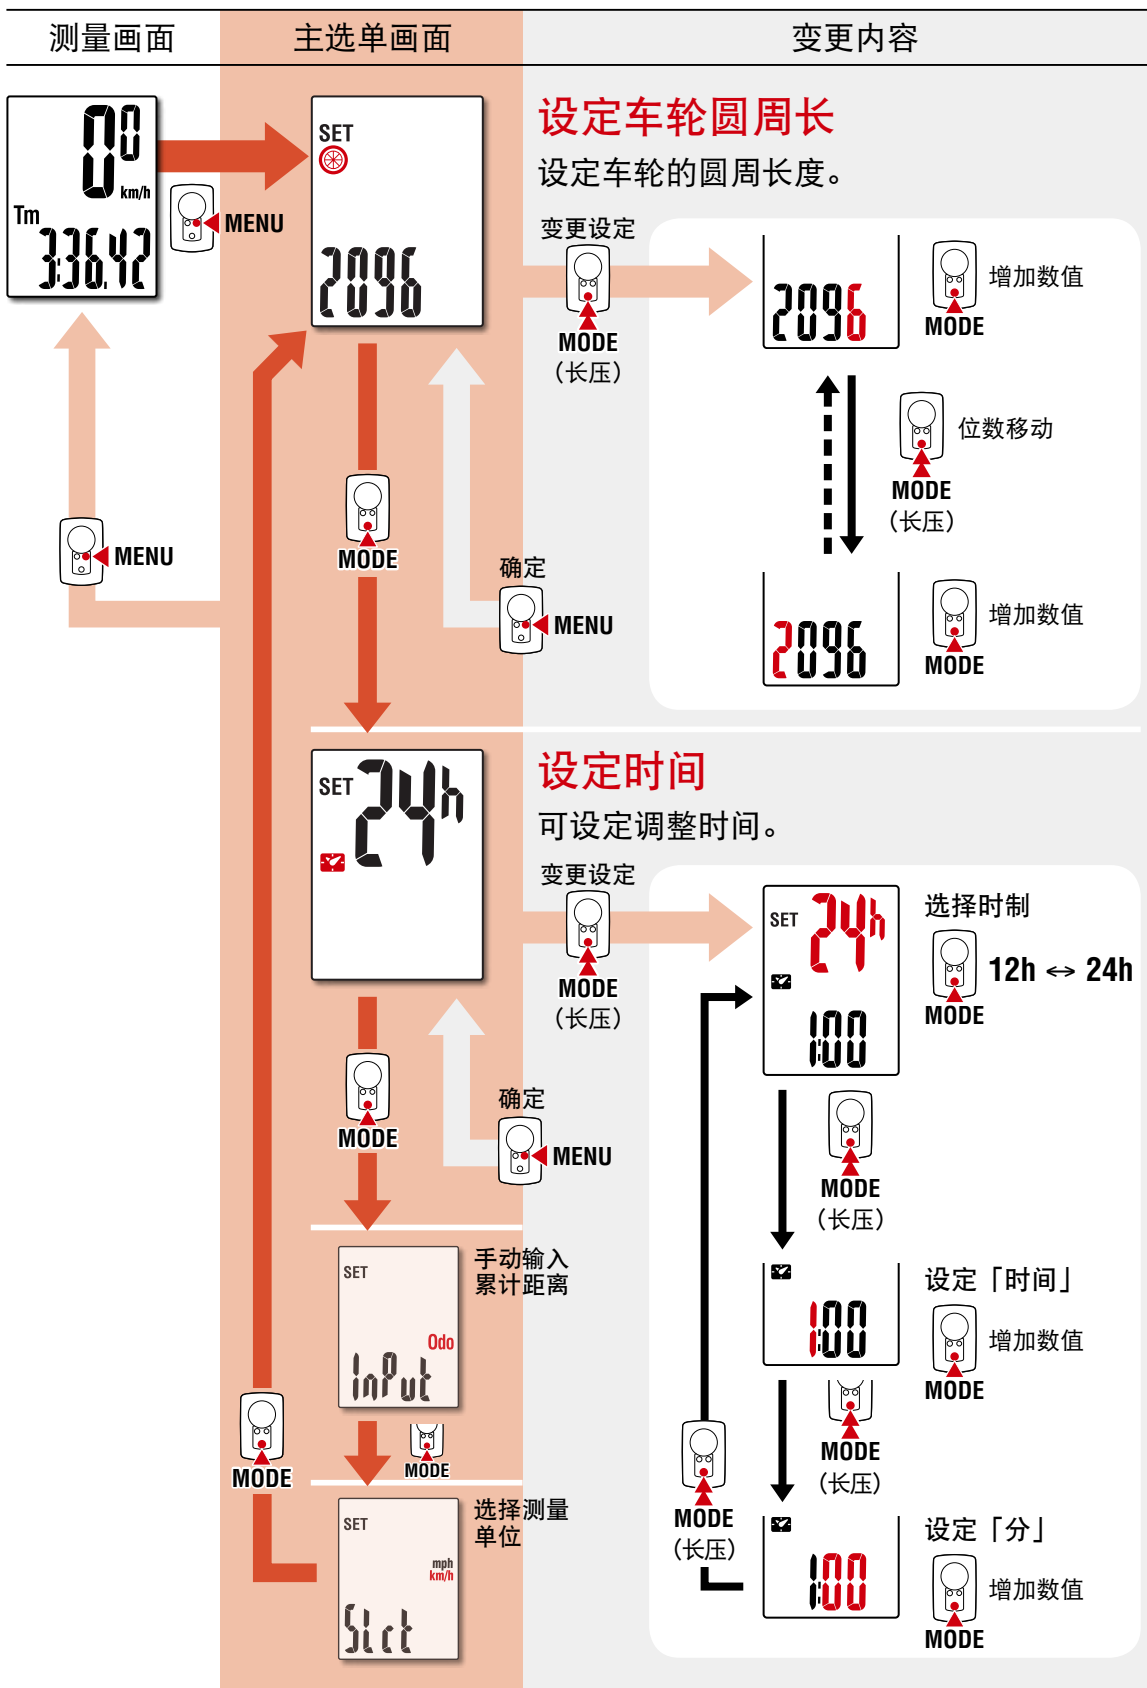 测量画面
主选单画面
变更内容
00
km/h
Tm
3:36.42
MENU
SET
2096
设定车轮圆周长
设定车轮的圆周长度。
变更设定
MODE
(长压)
2096
增加数值
MODE
位数移动
MODE
(长压)
2096
增加数值
MODE
MENU
MODE
确定
MENU
SET
24h
设定时间
可设定调整时间。
变更设定
MODE
(长压)
SET
24h
1:00
选择时制
12h ⇔ 24h
MODE
MODE
(长压)
MODE
确定
MENU
1:00
设定「时间」
增加数值
MODE
MODE
(长压)
SET
Odo
InPut
手动输入
累计距离
MODE
MODE
SET
mph
km/h
Slct
选择测量
单位
MODE
(长压)
1:00
设定「分」
增加数值
MODE